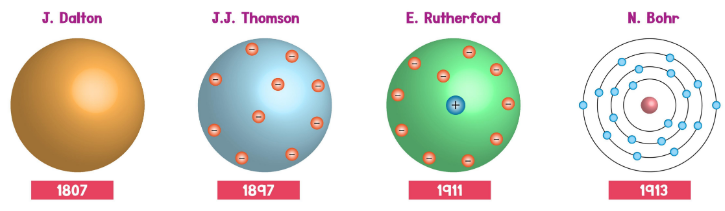 J. Dalton
J.J. Thomson
E. Rutherford
N. Bohr
1807
1897
1911
1913